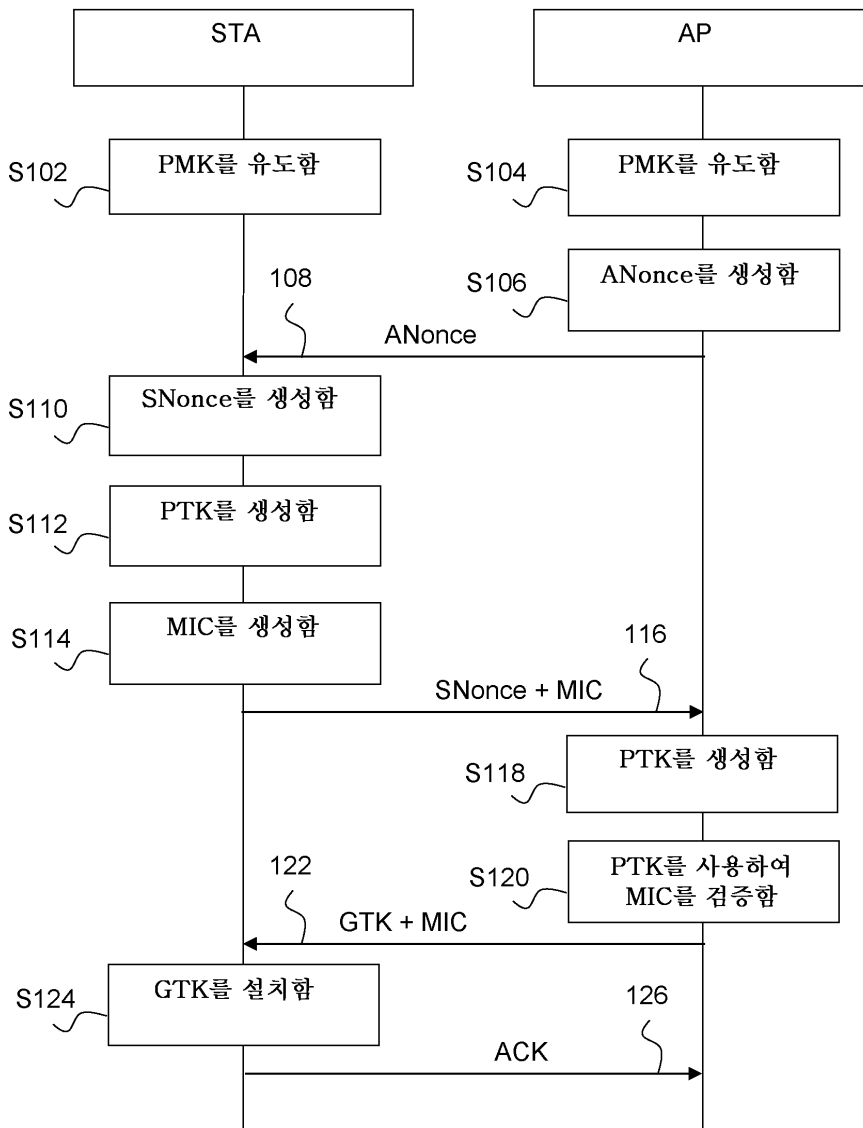 STA
AP
S102
PMK를 유도함
S104
PMK를 유도함
S106
ANonce를 생성함
108
ANonce
S110
SNonce를 생성함
S112
PTK를 생성함
S114
MIC를 생성함
116
SNonce + MIC
S118
PTK를 생성함
S120
PTK를 사용하여
MIC를 검증함
122
GTK + MIC
S124
GTK를 설치함
126
ACK